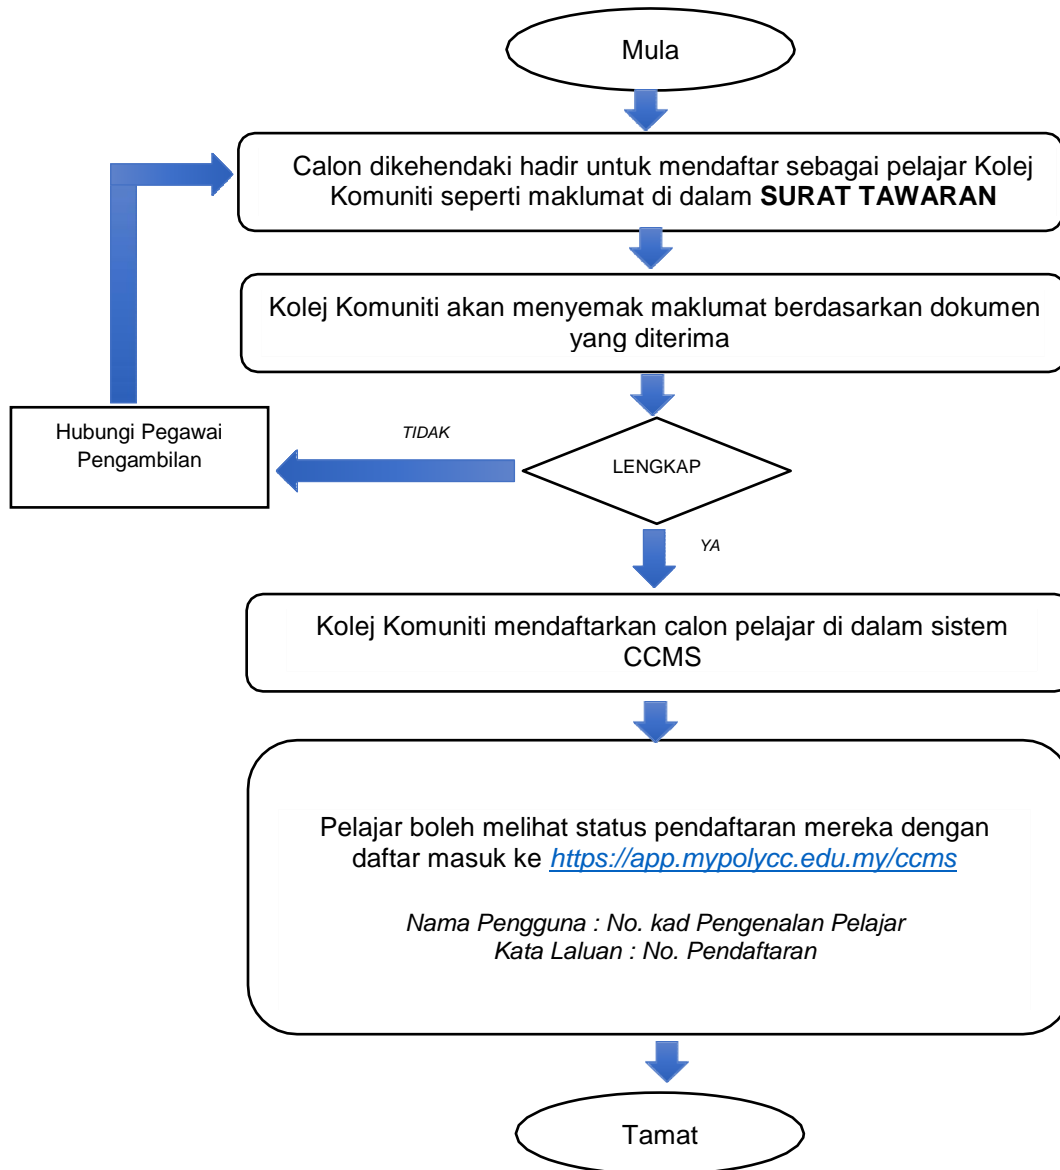 Mula
Calon dikehendaki hadir untuk mendaftar sebagai pelajar Kolej
Komuniti seperti maklumat di dalam SURAT TAWARAN
Kolej Komuniti akan menyemak maklumat berdasarkan dokumen
yang diterima
Hubungi Pegawai
Pengambilan
TIDAK
LENGKAP
YA
Kolej Komuniti mendaftarkan calon pelajar di dalam sistem
CCMS
Pelajar boleh melihat status pendaftaran mereka dengan
daftar masuk ke https://app.mypolycc.edu.my/ccms
Nama Pengguna : No. kad Pengenalan Pelajar
Kata Laluan : No. Pendaftaran
Tamat